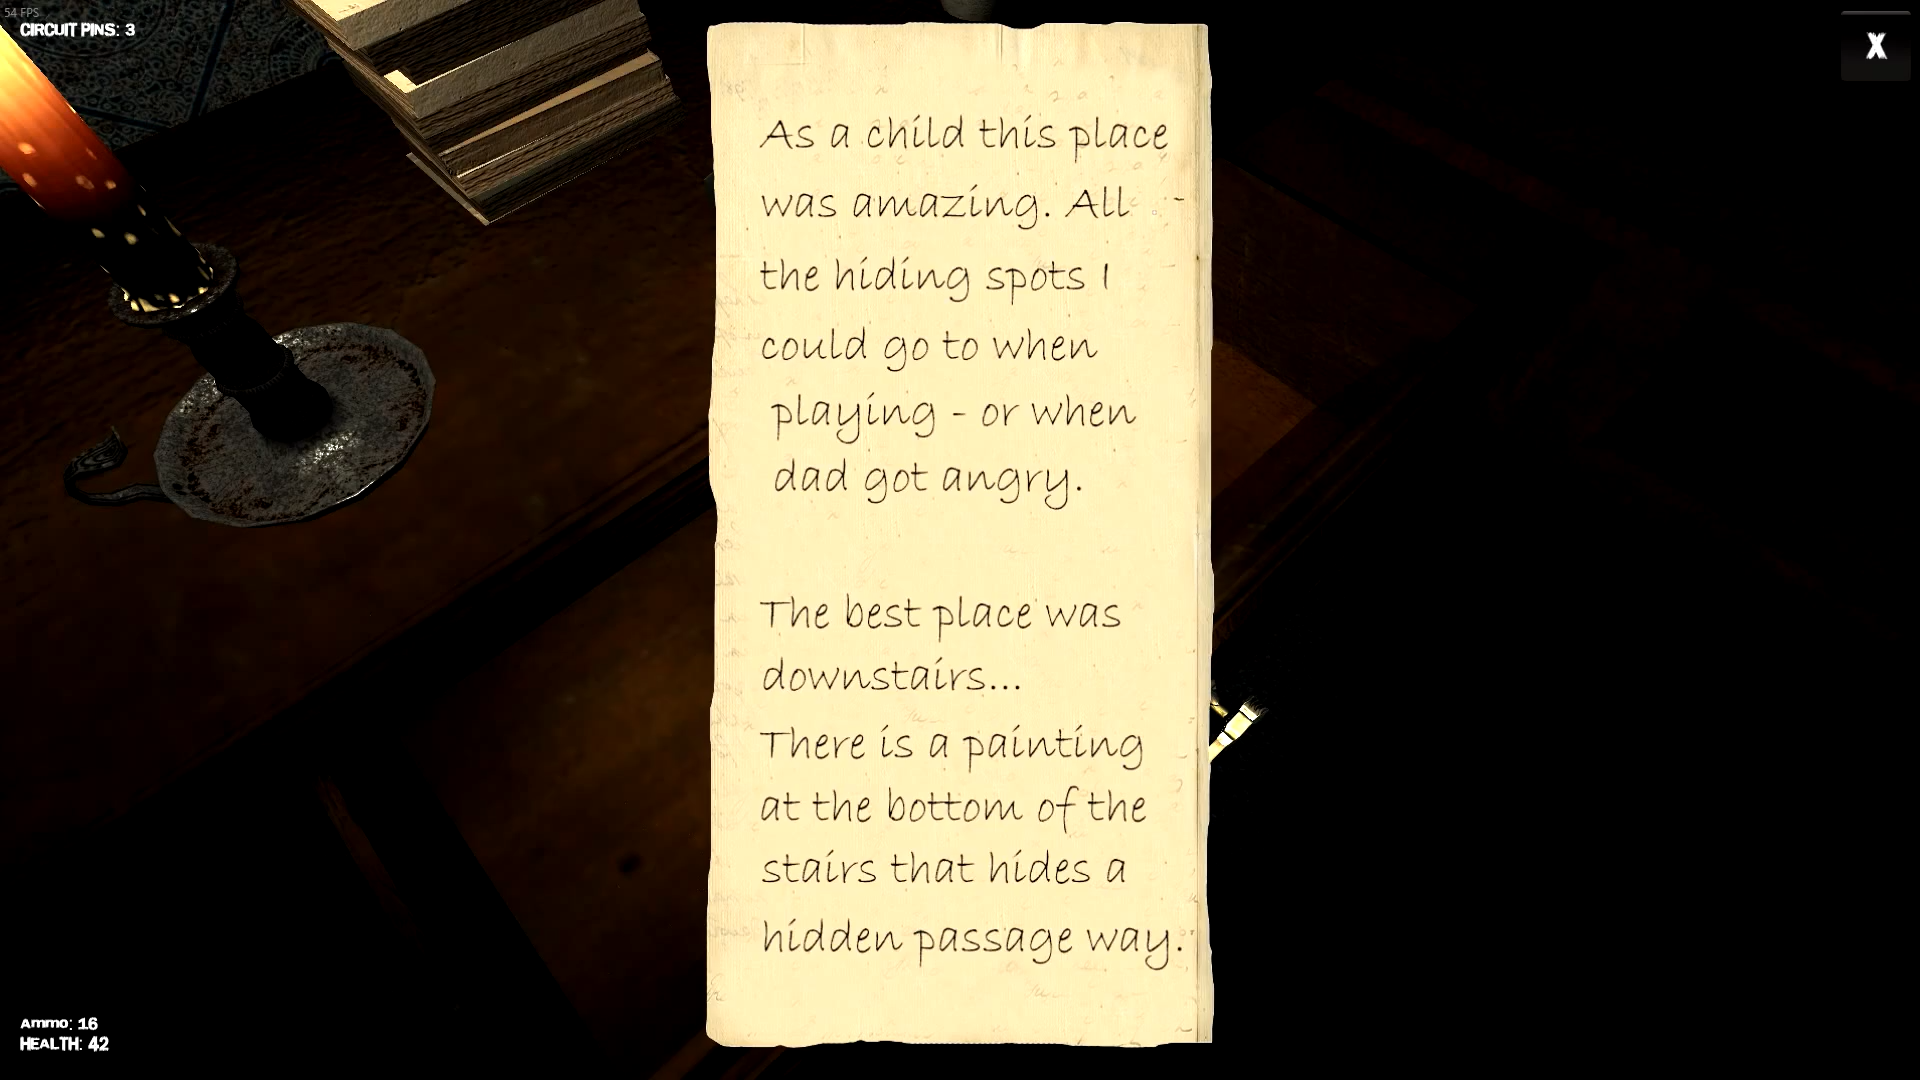 54 FPS
CIRCUIT PINS: 3
X
As a child this place
was amazing. All
the hiding spots I
could go to when
playing - or when
dad got angry.
The best place was
downstairs...
There is a painting
at the bottom of the
stairs that hides a
hidden passage way.
Ammo: 16
HEALTH: 42